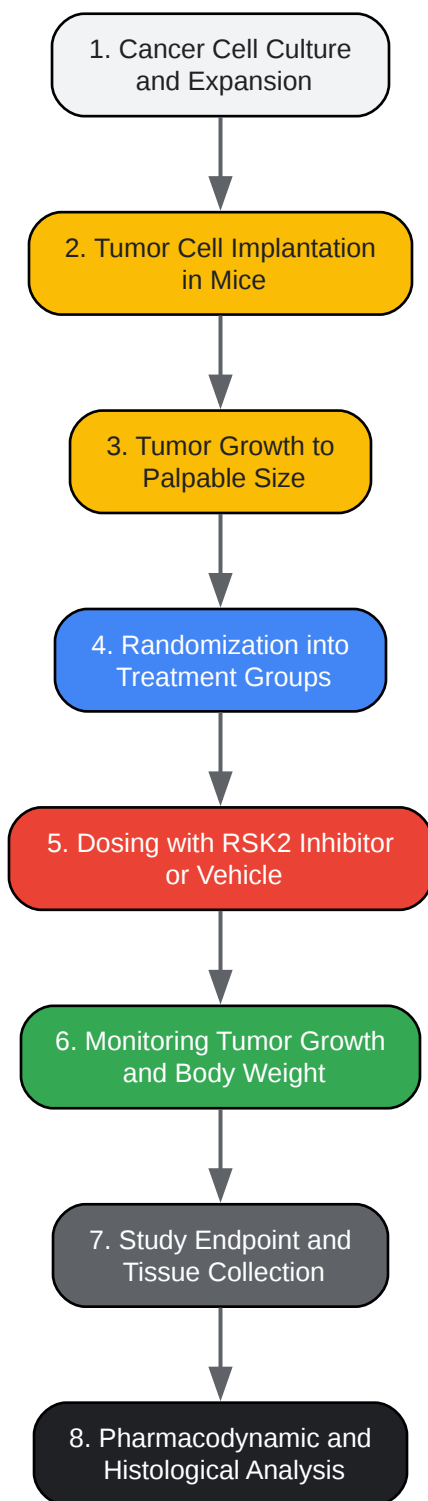 1. Cancer Cell Culture
and Expansion
2. Tumor Cell Implantation
in Mice
3. Tumor Growth to
Palpable Size
4. Randomization into
Treatment Groups
5. Dosing with RSK2 Inhibitor
or Vehicle
6. Monitoring Tumor Growth
and Body Weight
7. Study Endpoint and
Tissue Collection
8. Pharmacodynamic and
Histological Analysis